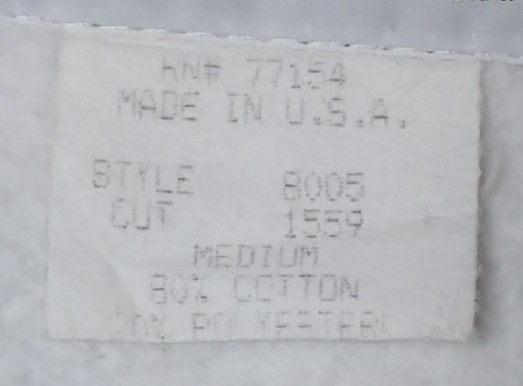 RN# 77154
MADE IN U.S.A.
STYLE 8005
CUT 1559
MEDIUM
80% COTTON
20% POLYESTER